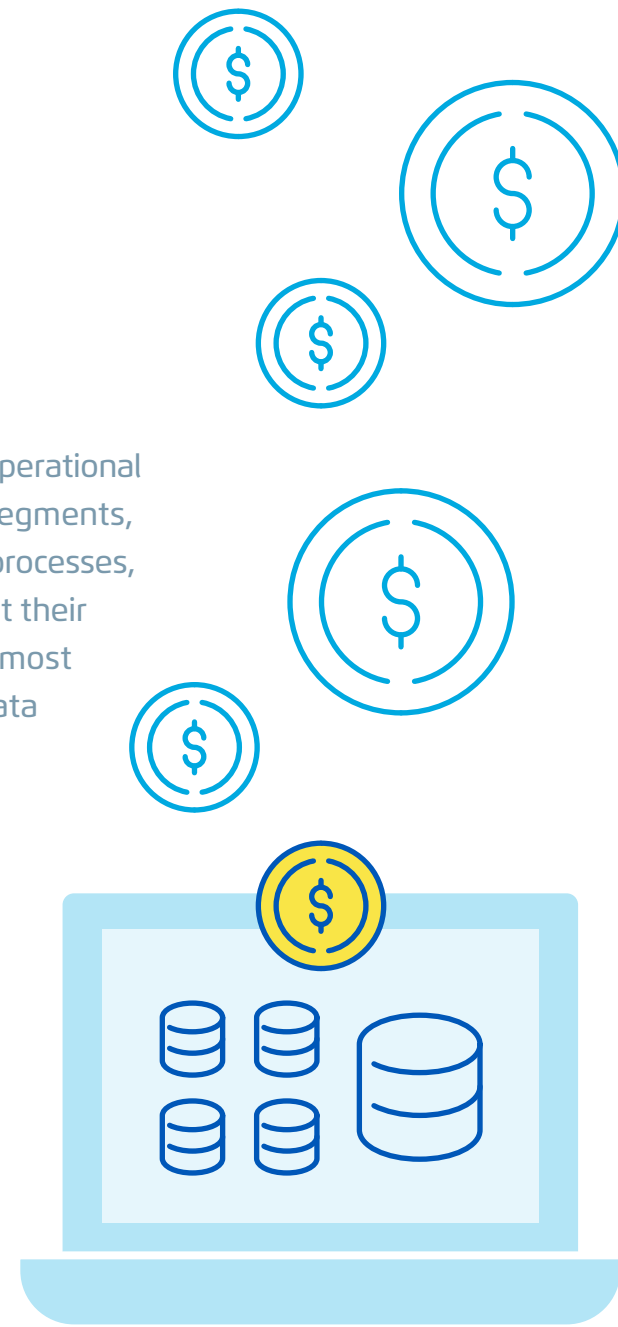 perational
egments,
processes,
t their
most
ata